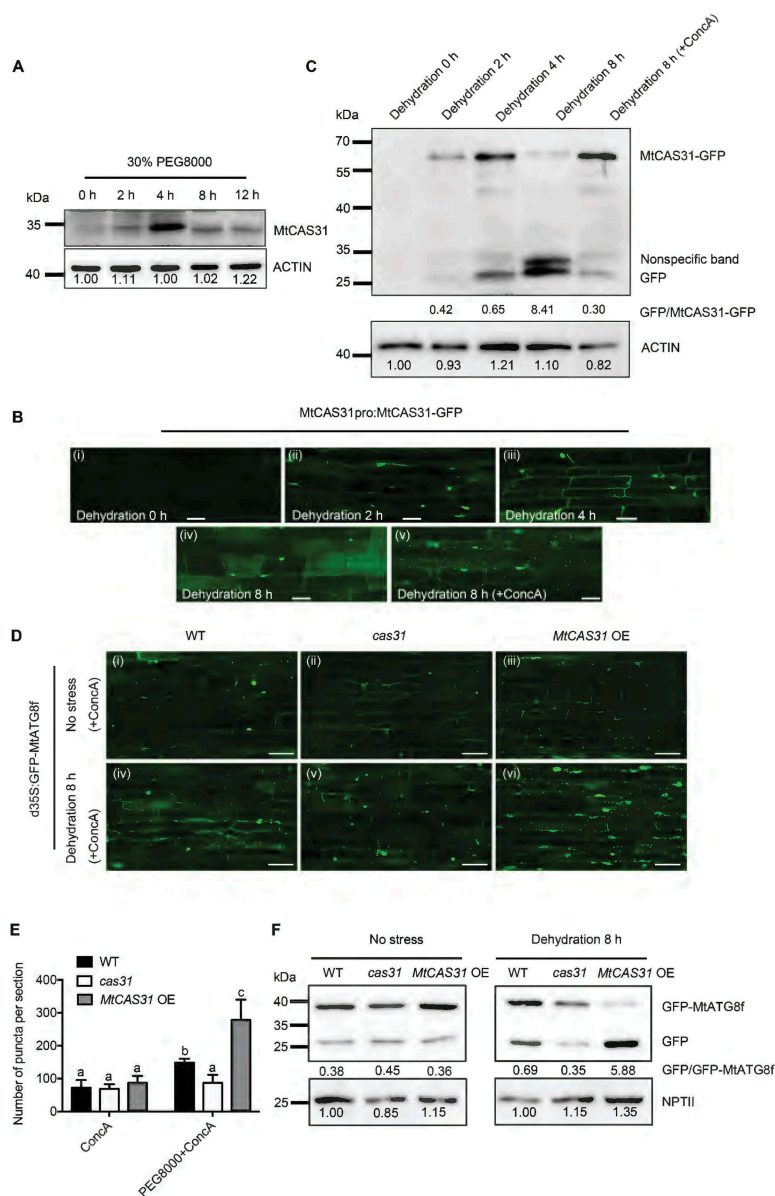 A
30% PEG8000
kDa 0 h 2 h 4 h 8 h 12 h
35 MtCAS31
40 ACTIN
1.00 1.11 1.00 1.02 1.22
C
Dehydration 0 h Dehydration 2 h Dehydration 4 h Dehydration 8 h Dehydration 8 h (+ConcA)
kDa
70
MtCAS31-GFP
55
40
35
Nonspecific band
25 GFP
0.42 0.65 8.41 0.30 GFP/MtCAS31-GFP
40 ACTIN
1.00 0.93 1.21 1.10 0.82
B
MtCAS31pro:MtCAS31-GFP
(i) (ii) (iii)
Dehydration 0 h Dehydration 2 h Dehydration 4 h
(iv) (v)
Dehydration 8 h Dehydration 8 h (+ConcA)
D
WT cas31 MtCAS31 OE
d35S:GFP-MtATG8f
No stress
(+ConcA)
(i) (ii) (iii)
Dehydration 8 h
(+ConcA)
(iv) (v) (vi)
E
WT
cas31
MtCAS31 OE
Number of puncta per section
400
300
200
100
0
a a a b a c
ConcA PEG8000+ConcA
F
No stress Dehydration 8 h
kDa WT cas31 MtCAS31 OE WT cas31 MtCAS31 OE
40 GFP-MtATG8f
35
25 GFP
0.38 0.45 0.36 0.69 0.35 5.88 GFP/GFP-MtATG8f
25 NPTII
1.00 0.85 1.15 1.00 1.15 1.35